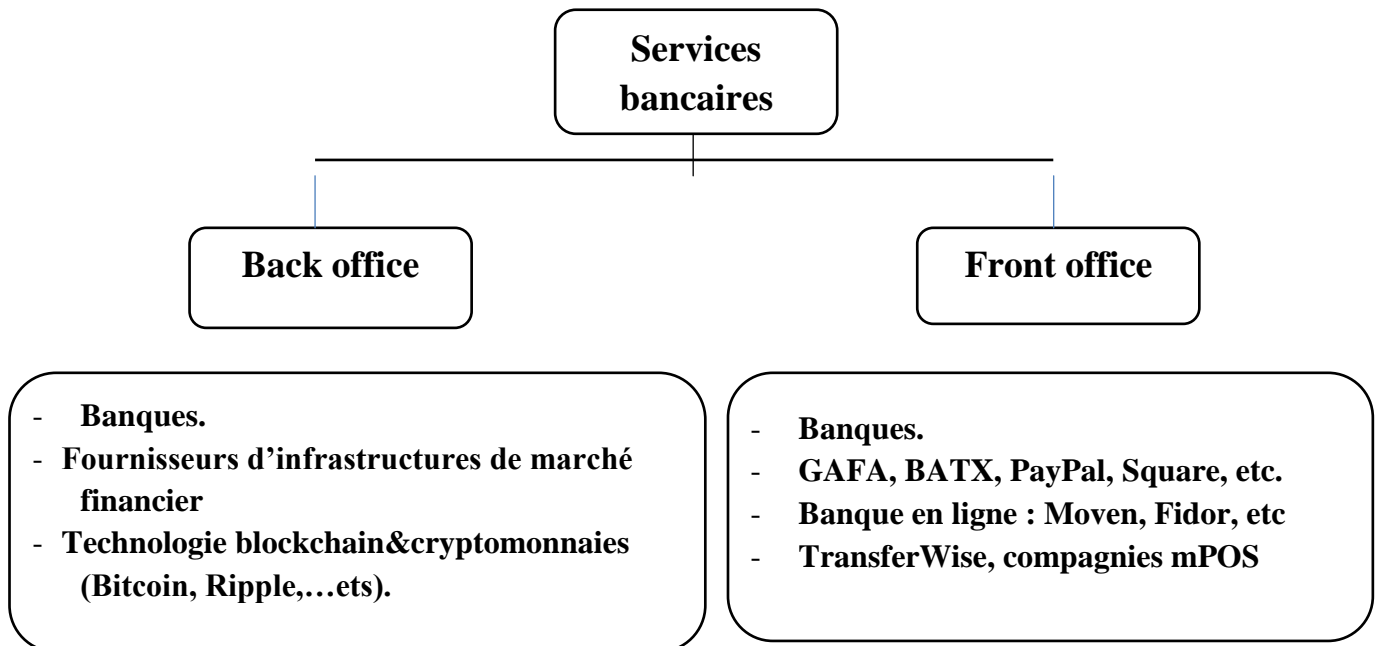 Services
bancaires
Back office
Front office
- Banques.
- Fournisseurs d’infrastructures de marché
financier
- Technologie blockchain&cryptomonnaies
(Bitcoin, Ripple,…ets).
- Banques.
- GAFA, BATX, PayPal, Square, etc.
- Banque en ligne : Moven, Fidor, etc
- TransferWise, compagnies mPOS